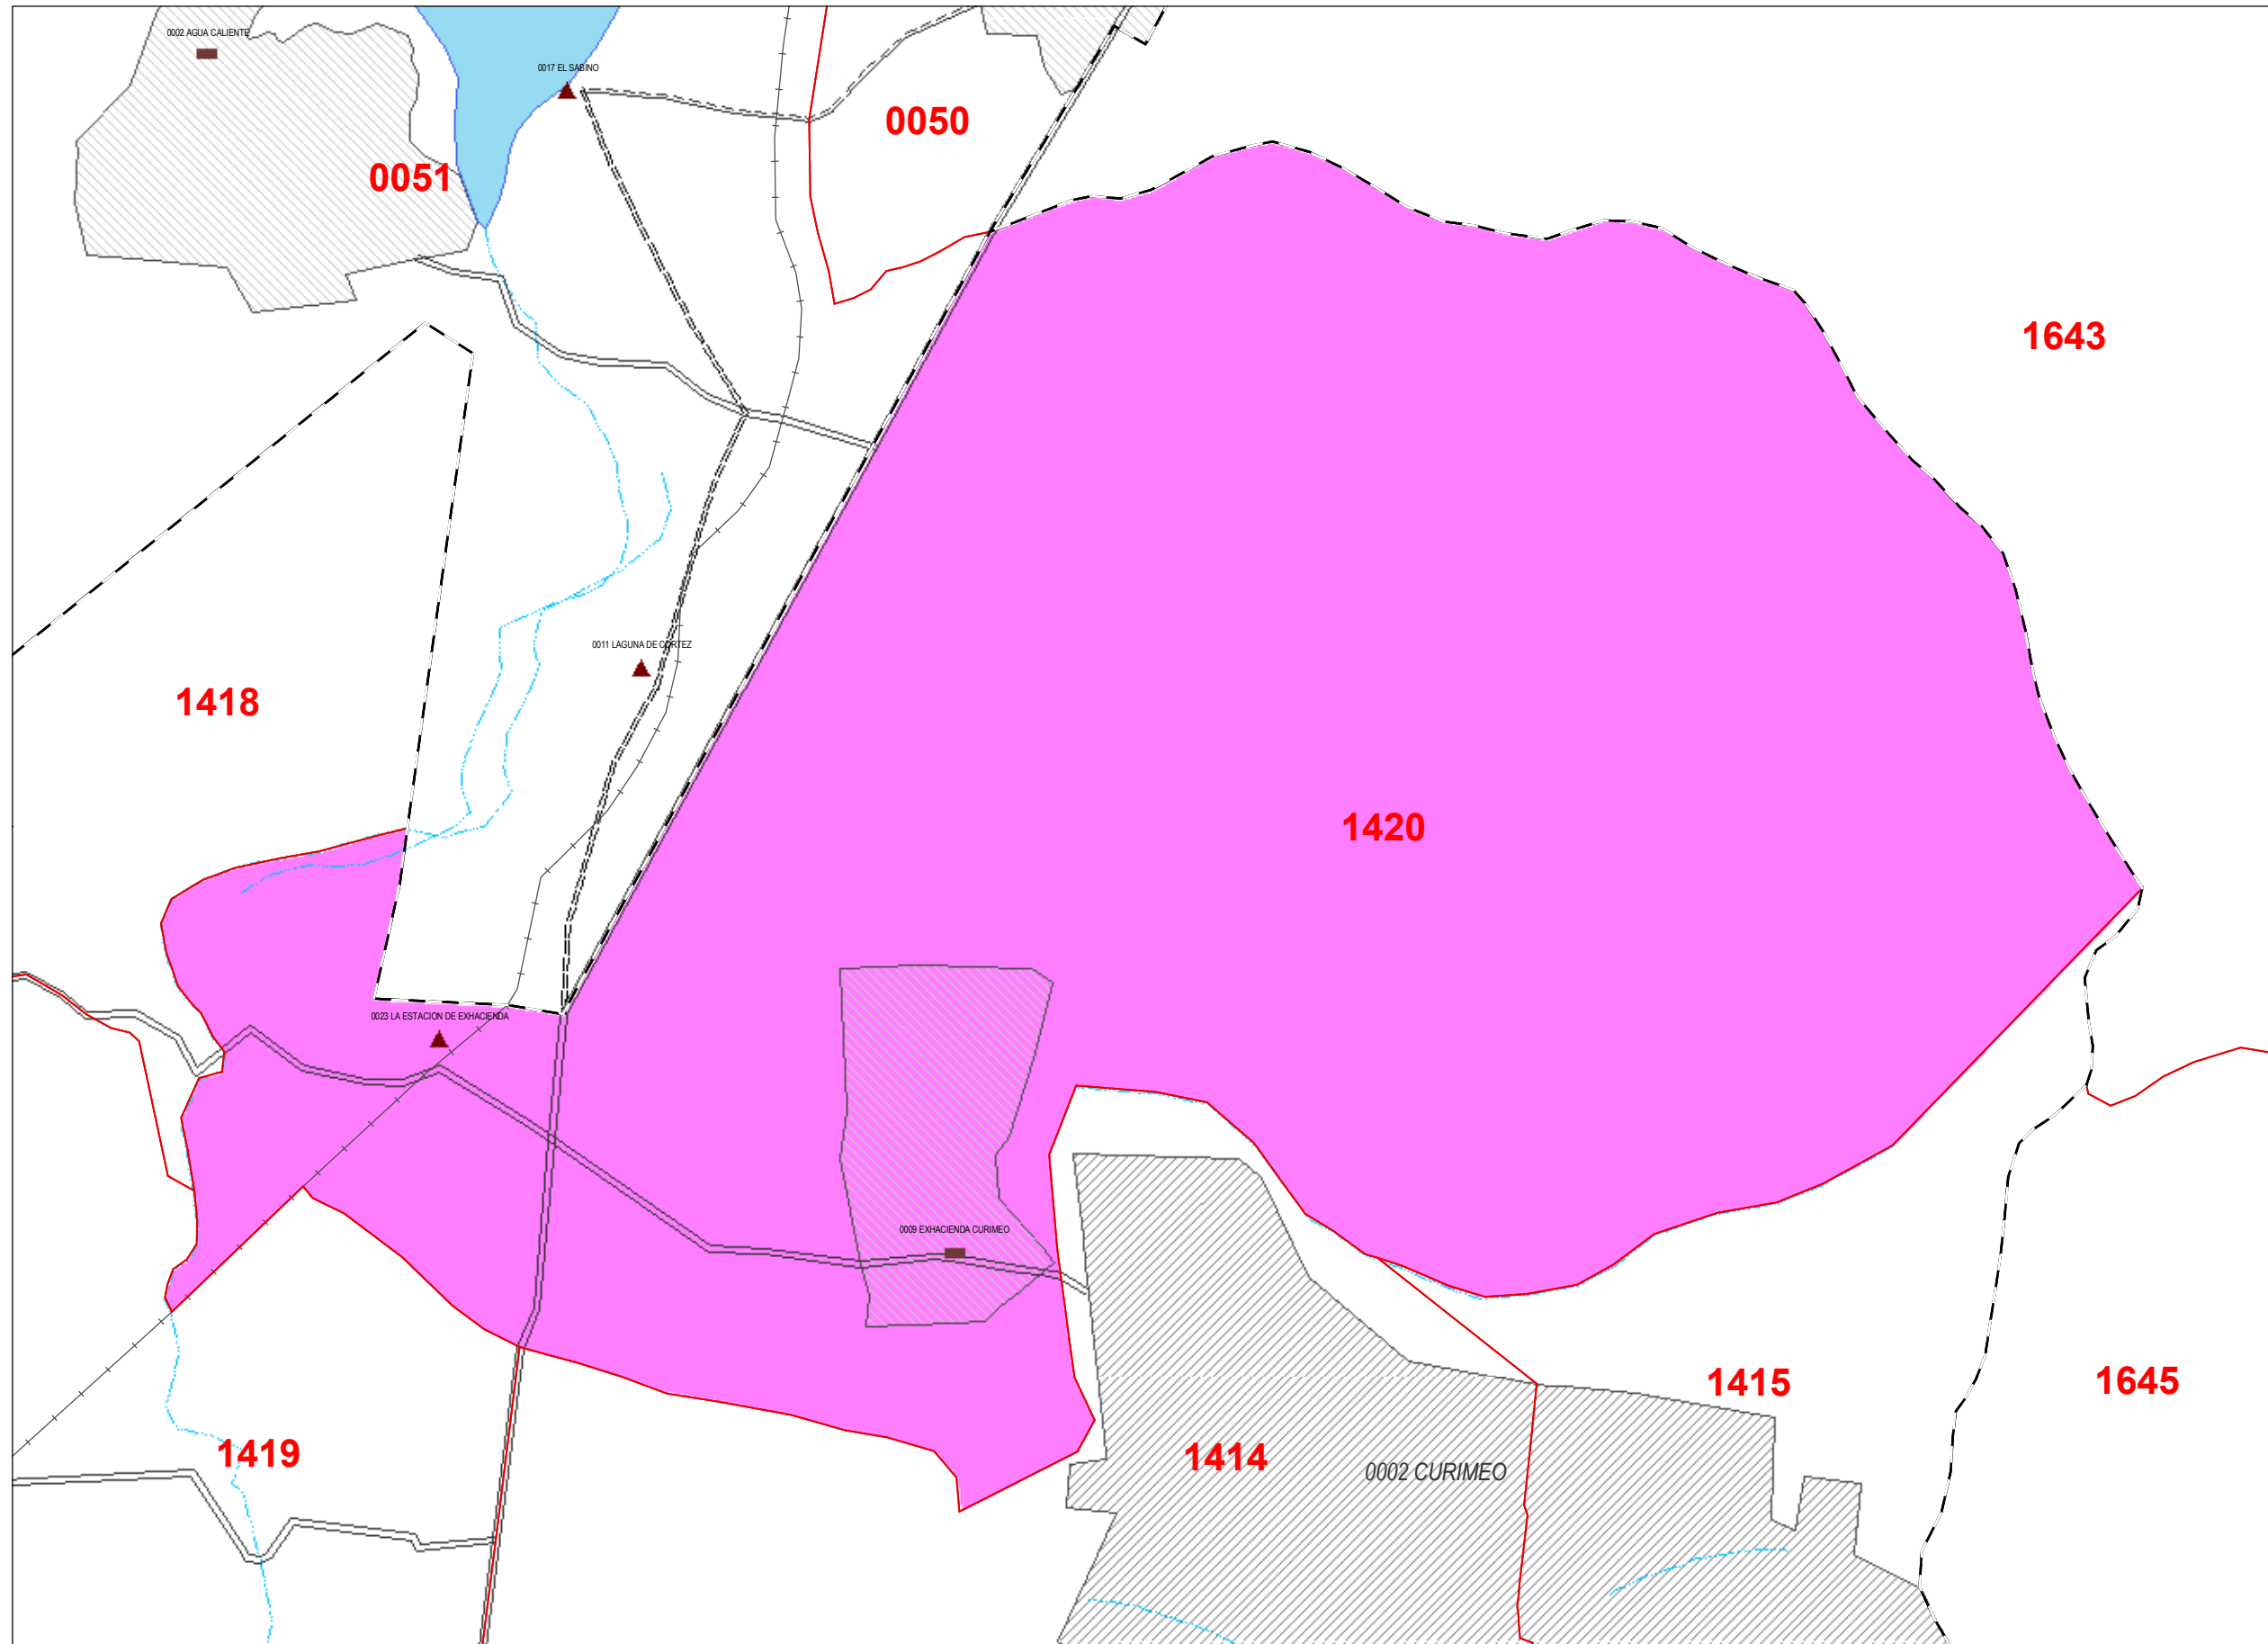 0002 AGUA CALIENTE
0017 EL SABINO
0050
0051
1643
0011 LAGUNA DE CORTEZ
1418
1420
0023 LA ESTACION DE EXHACIENDA
0009 EXHACIENDA CURIMEO
1415
1645
1419
1414
0002 CURIMEO